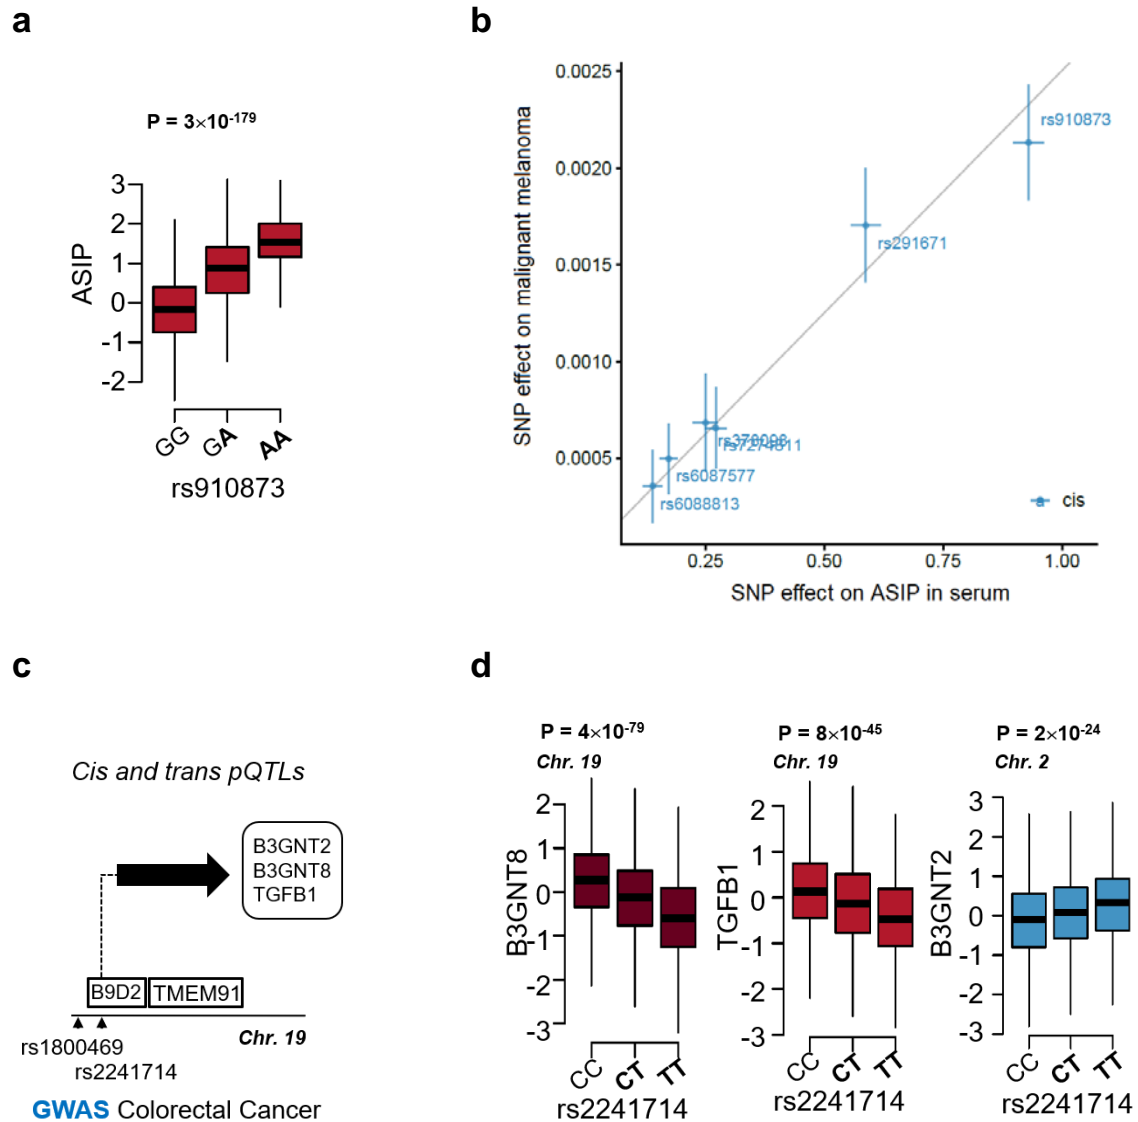 a
P = 3×10-179
ASIP
3
2
1
0
-1
-2
GG
GA
AA
rs910873
b
SNP effect on malignant melanoma
0.0025
0.0020
0.0015
0.0010
0.0005
rs910873
rs291671
rs7274811
rs6087577
rs6088813
cis
0.25
0.50
0.75
1.00
SNP effect on ASIP in serum
c
Cis and trans pQTLs
B3GNT2
B3GNT8
TGFB1
B9D2
TMEM91
Chr. 19
rs1800469
rs2241714
GWAS Colorectal Cancer
d
P = 4×10-79
Chr. 19
B3GNT8
2
1
0
-1
-2
-3
CC
CT
TT
rs2241714
P = 8×10-45
Chr. 19
TGFB1
2
1
0
-1
-2
-3
CC
CT
TT
rs2241714
P = 2×10-24
Chr. 2
B3GNT2
3
2
1
0
-1
-2
-3
CC
CT
TT
rs2241714